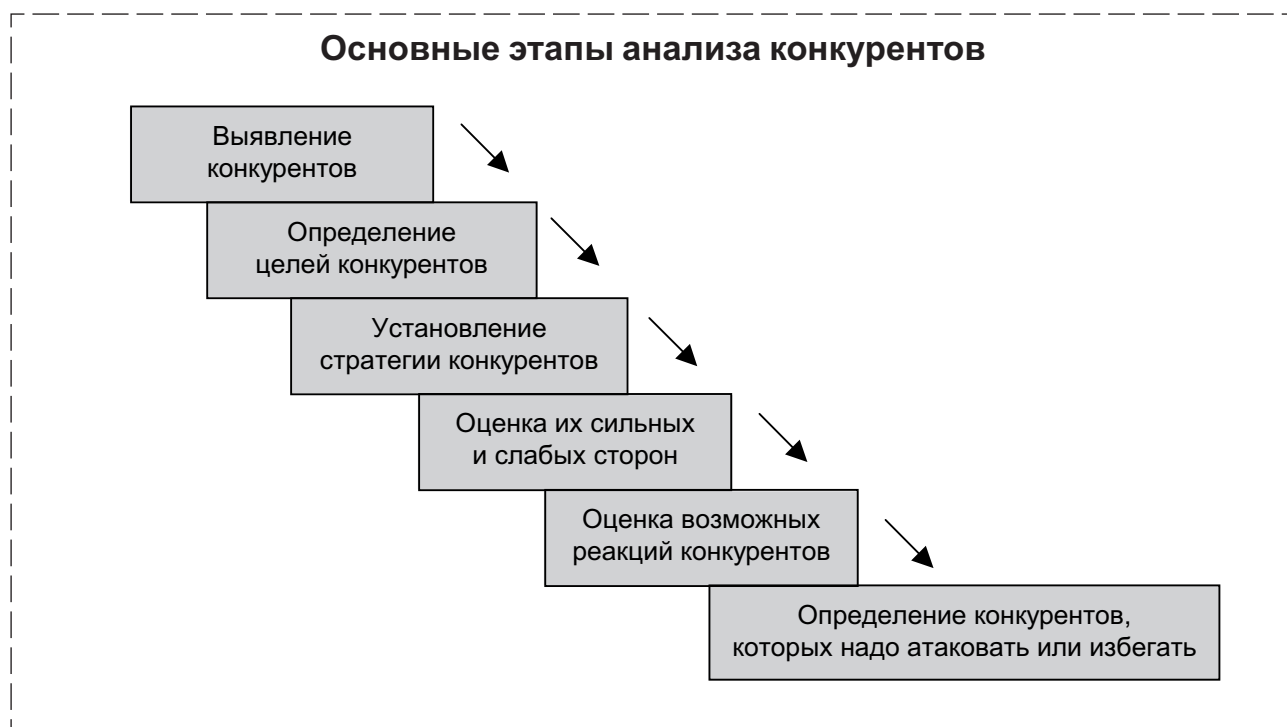 Основные этапы анализа конкурентов
Выявление
конкурентов
Определение
целей конкурентов
Установление
стратегии конкурентов
Оценка их сильных
и слабых сторон
Оценка возможных
реакций конкурентов
Определение конкурентов,
которых надо атаковать или избегать